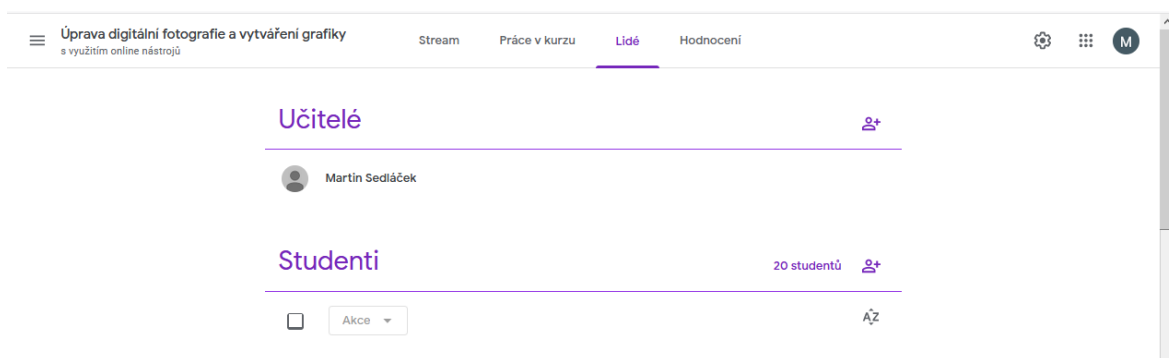 Úprava digitální fotografie a vytváření grafiky
s využitím online nástrojů
Stream Práce v kurzu Lidé Hodnocení
M
Učitelé
Martin Sedláček
Studenti
20 studentů
Akce
AZ